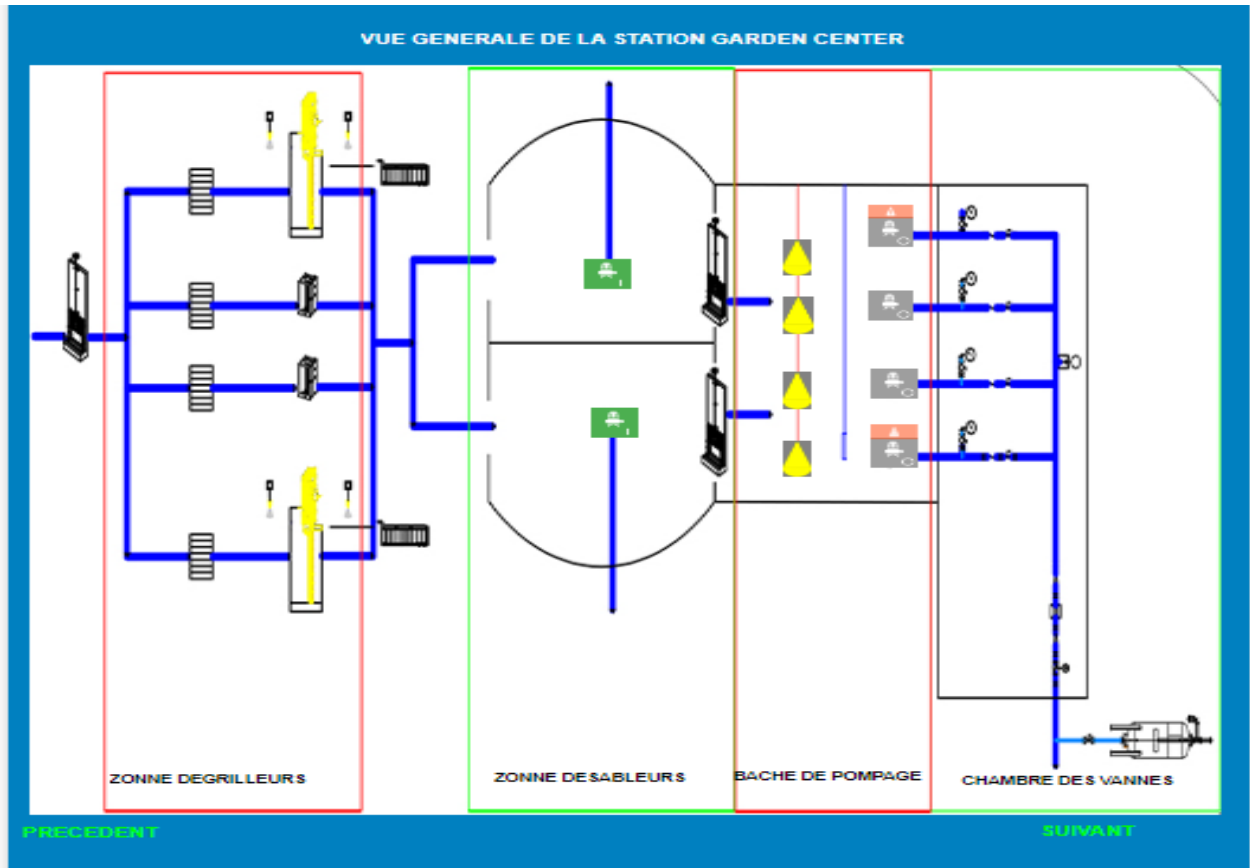 VUE GENERALE DE LA STATION GARDEN CENTER
ZONNE DEGRILLEURS
ZONNE DESABLEURS
BACHE DE POMPAGE
CHAMBRE DES VANNES
PRECEDENT
SUIVANT